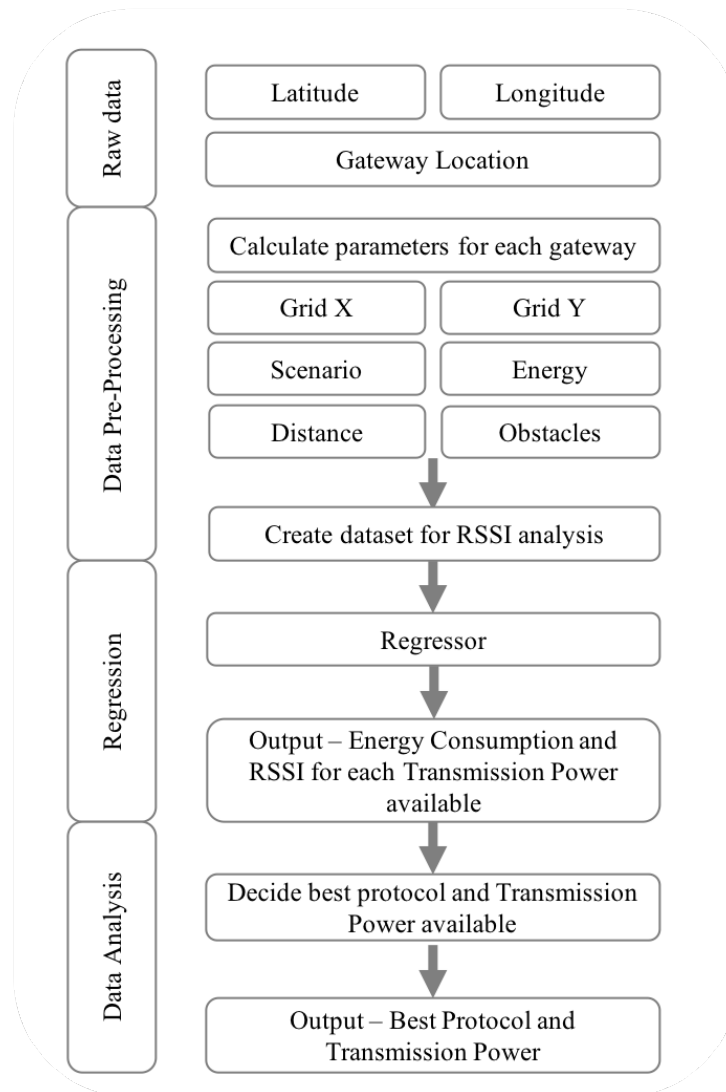 Raw data
Latitude
Longitude
Gateway Location
Data Pre-Processing
Calculate parameters for each gateway
Grid X
Grid Y
Scenario
Energy
Distance
Obstacles
Create dataset for RSSI analysis
Regression
Regressor
Output – Energy Consumption and
RSSI for each Transmission Power
available
Data Analysis
Decide best protocol and Transmission
Power available
Output – Best Protocol and
Transmission Power